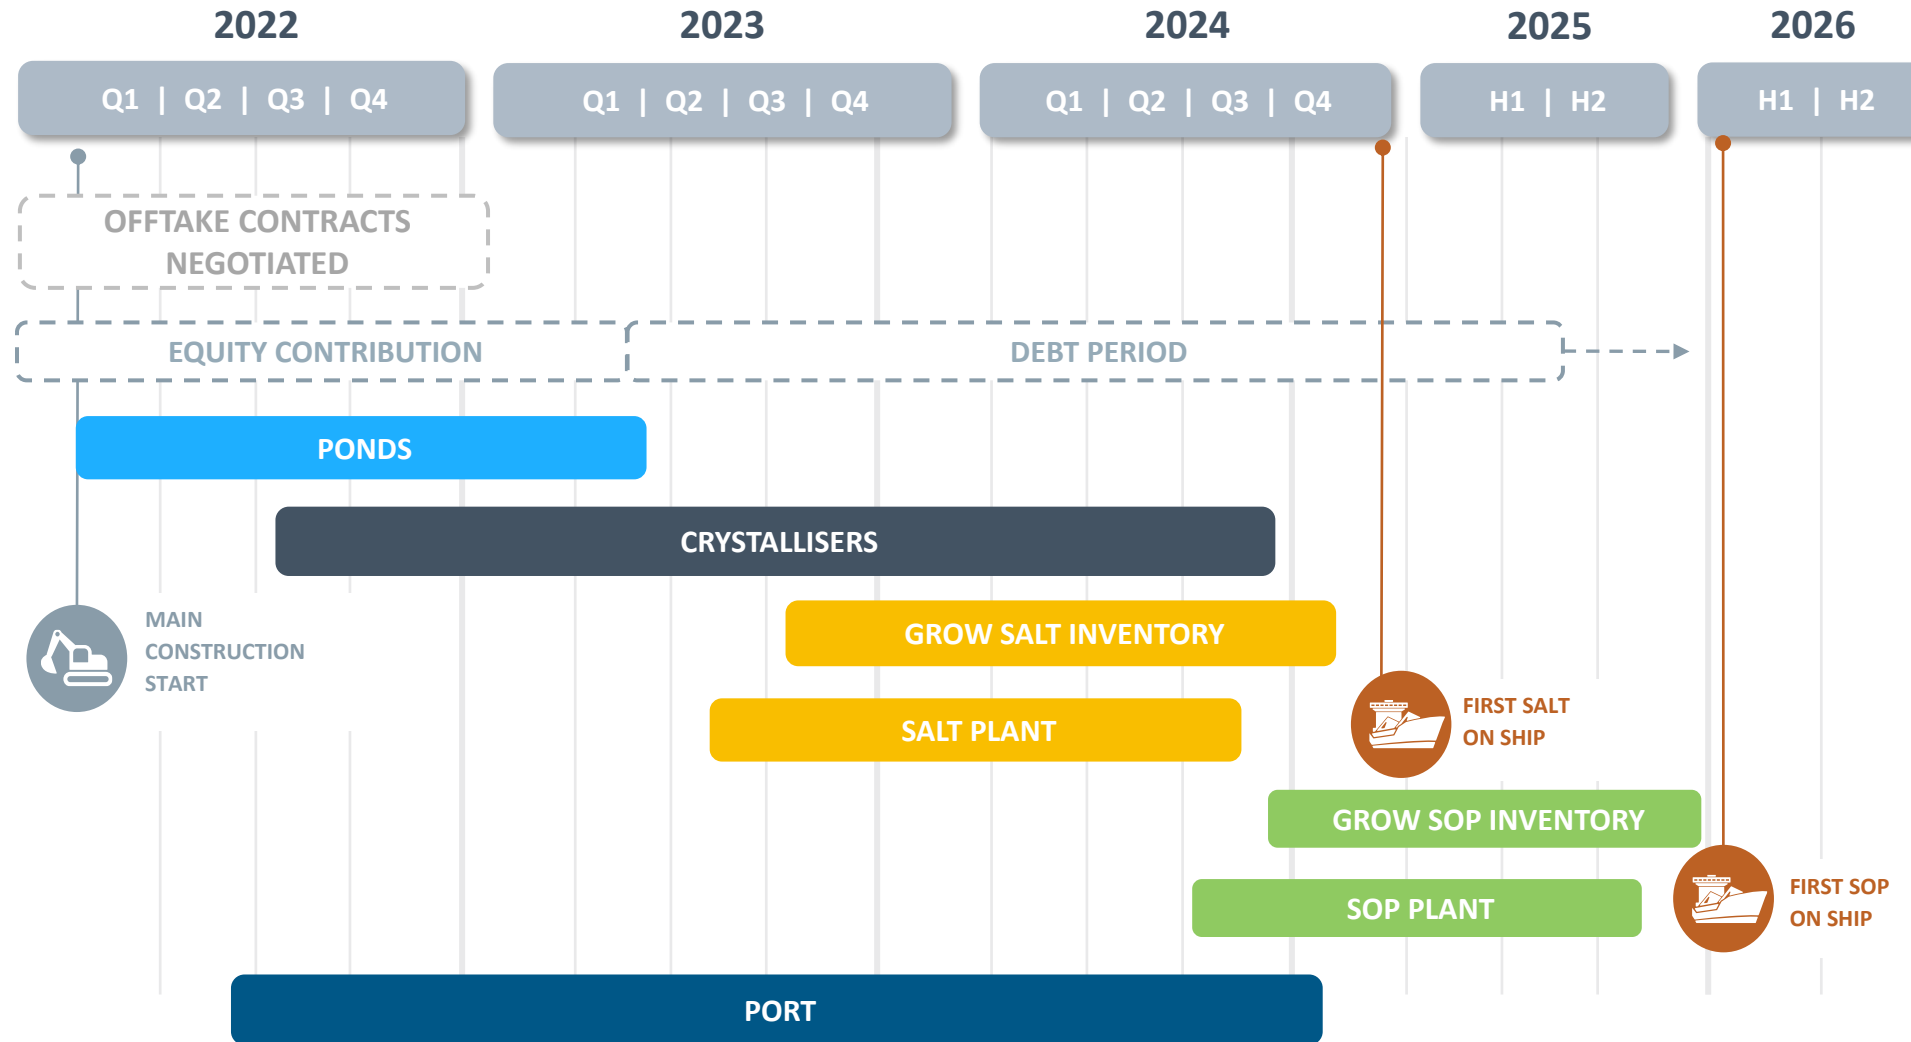 2022
2023
2024
2025
2026
Q1 | Q2 | Q3 | Q4
Q1 | Q2 | Q3 | Q4
Q1 | Q2 | Q3 | Q4
H1 | H2
H1 | H2
OFFTAKE CONTRACTS
NEGOTIATED
EQUITY CONTRIBUTION
DEBT PERIOD
PONDS
CRYSTALLISERS
MAIN
CONSTRUCTION
START
GROW SALT INVENTORY
SALT PLANT
FIRST SALT
ON SHIP
GROW SOP INVENTORY
SOP PLANT
FIRST SOP
ON SHIP
PORT